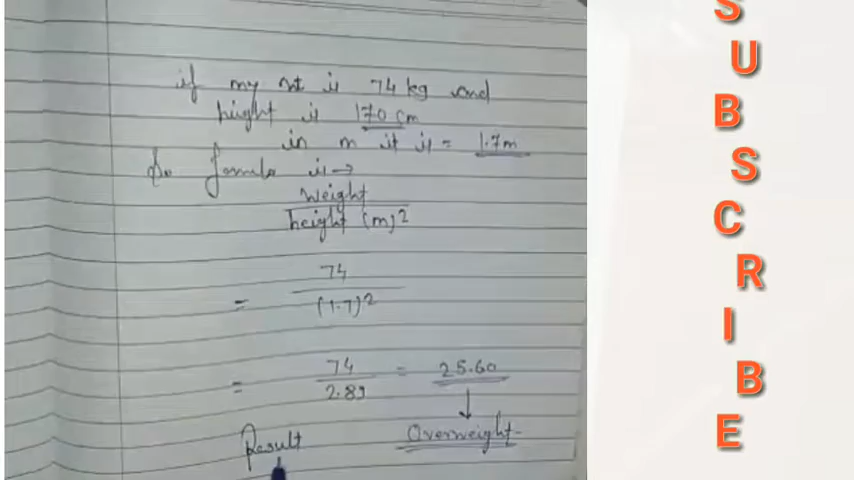 if my wt is 74 kg and
height is 170 cm
in m it is = 1.7m
So formula is →
weight
height (m)²
74
= (1.7)²
= 74 / 2.89 = 25.60
↓
Result Overweight
SUBSCRIBE